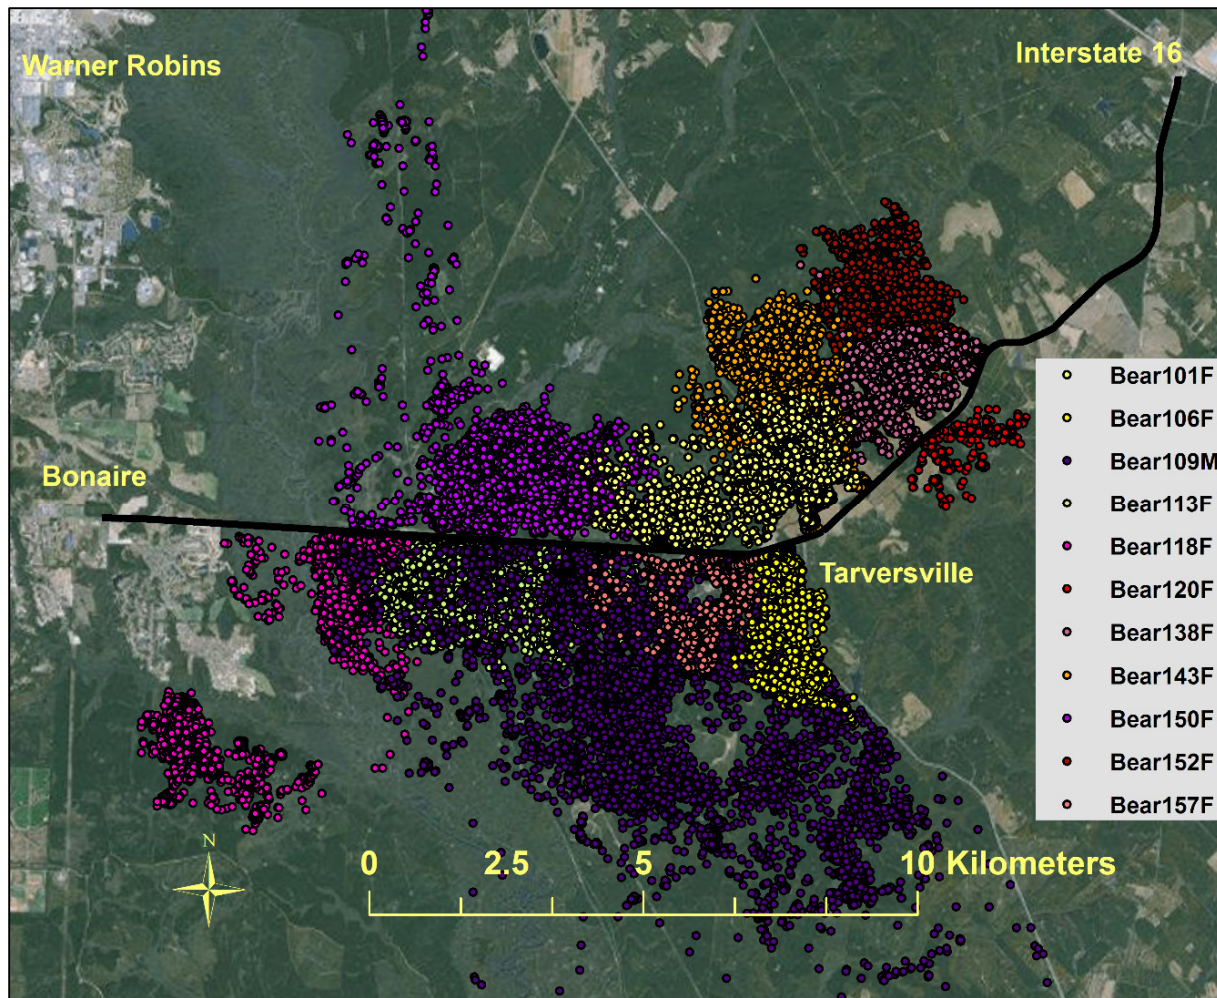 Warner Robins
Interstate 16
Bonaire
Tarversville
Bear101F
Bear106F
Bear109M
Bear113F
Bear118F
Bear120F
Bear138F
Bear143F
Bear150F
Bear152F
Bear157F
N
0 2.5 5 10 Kilometers